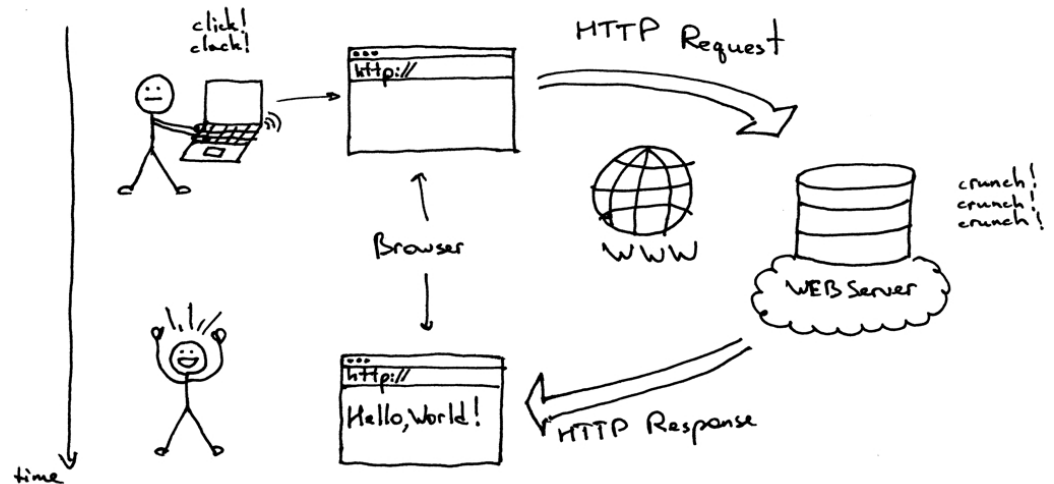 click!
clack!
HTTP Request
http://
crunch!
crunch!
crunch!
Browser
WWW
WEB Server
http://
Hello, World!
HTTP Response
time